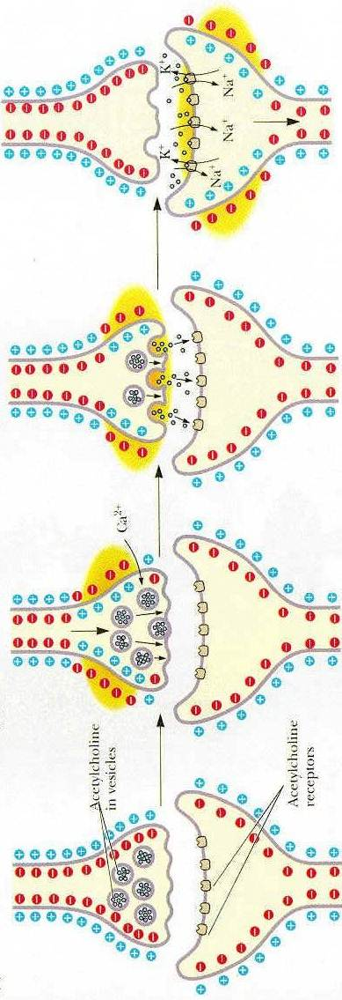 Acetylcholine
in vesicles
Acetylcholine
receptors
Ca²⁺
K⁺
K⁺
Na⁺
Na⁺
Na⁺